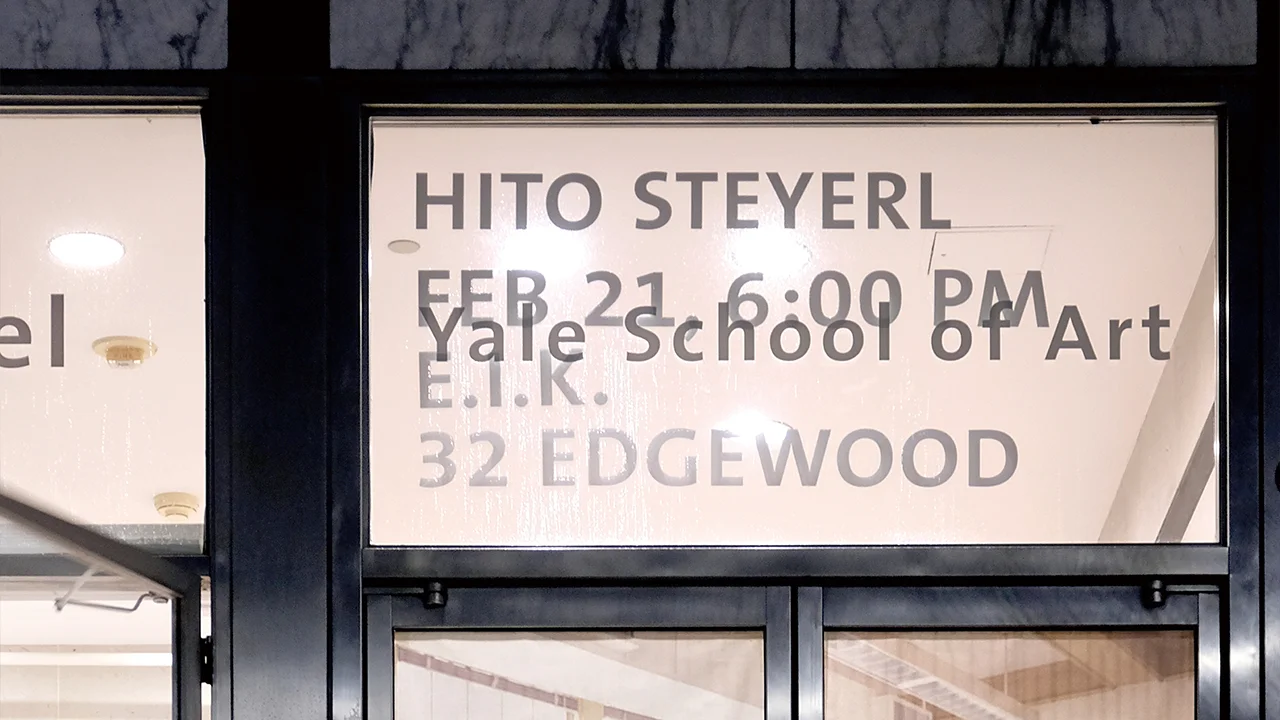 HITO STEYERL
FEB 21, 6:00 PM
Yale School of Art
E.I.K.
32 EDGEWOOD
el